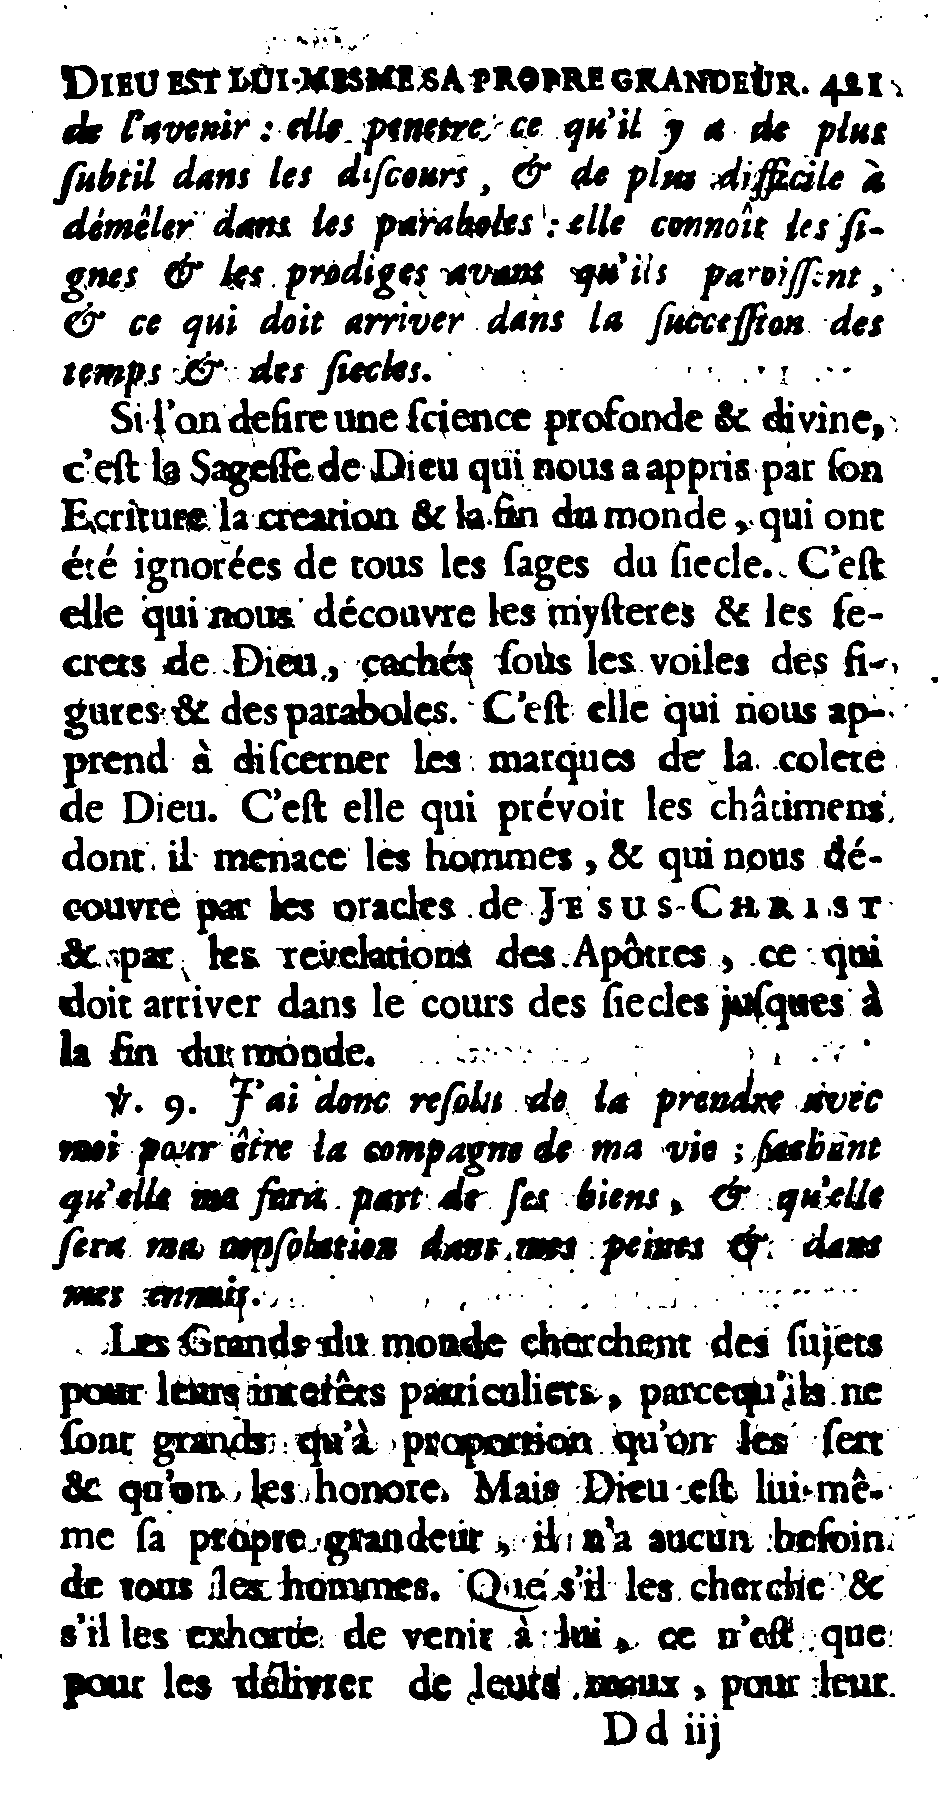 DIEU EST LUI-MESME SA PROPRE GRANDEUR. 421
de l'avenir : elle penetre ce qu'il y a de plus
ſubtil dans les diſcours, & de plus difficile à
démêler dans les paraboles : elle connoît les ſi-
gnes & les prodiges avant qu'ils paroiſſent,
& ce qui doit arriver dans la ſucceſſion des
temps & des ſiecles.
Si l'on deſire une ſcience profonde & divine,
c'eſt la Sageſſe de Dieu qui nous a appris par ſon
Ecriture la creation & la fin du monde, qui ont
été ignorées de tous les ſages du ſiecle. C'eſt
elle qui nous découvre les myſteres & les ſe-
crets de Dieu, cachés ſous les voiles des fi-
gures & des paraboles. C'eſt elle qui nous ap-
prend à diſcerner les marques de la colere
de Dieu. C'eſt elle qui prévoit les châtimens
dont il menace les hommes, & qui nous dé-
couvre par les oracles de JESUS-CHRIST
& par les revelations des Apôtres, ce qui
doit arriver dans le cours des ſiecles juſques à
la fin du monde.
℣. 9. J'ai donc reſolu de la prendre avec
moi pour être la compagne de ma vie ; ſachant
qu'elle me fera part de ſes biens, & qu'elle
ſera ma conſolation dans mes peines & dans
mes ennuis.
Les Grands du monde cherchent des ſujets
pour leurs interêts particuliers, parcequ'ils ne
ſont grands qu'à proportion qu'on les ſert
& qu'on les honore. Mais Dieu eſt lui-mê-
me ſa propre grandeur, il n'a aucun beſoin
de tous les hommes. Que s'il les cherche &
s'il les exhorte de venir à lui, ce n'eſt que
pour les délivrer de leurs maux, pour leur
D d iij